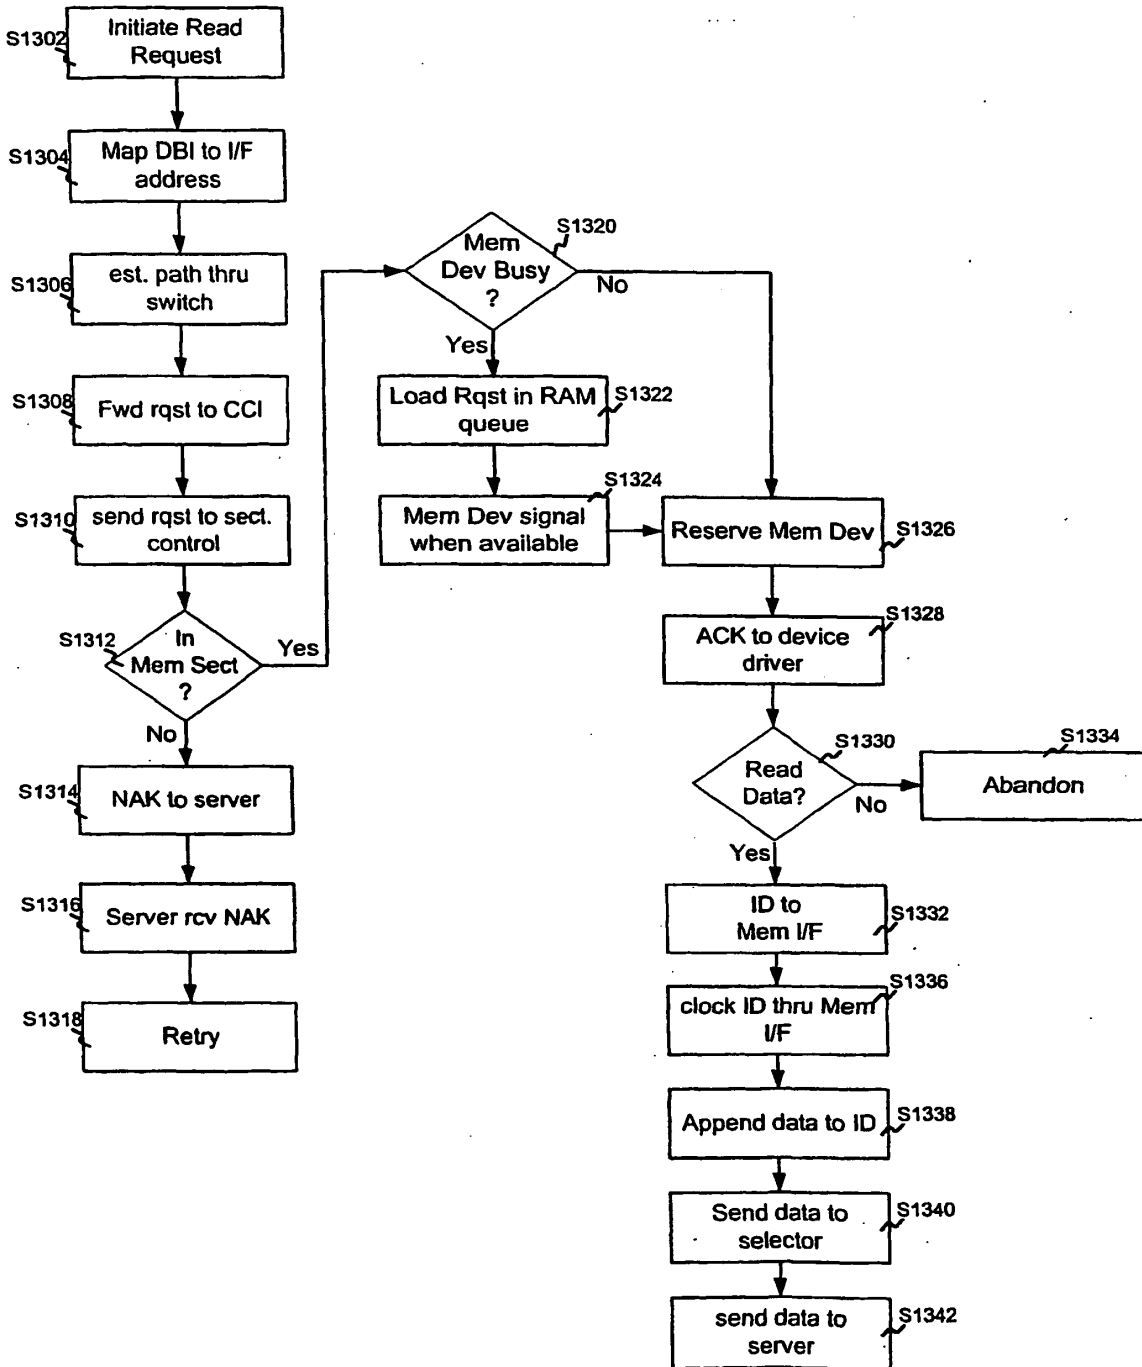 S1302
Initiate Read
Request
S1304
Map DBI to I/F
address
S1306
est. path thru
switch
S1308
Fwd rqst to CCI
S1310
send rqst to sect.
control
S1312
In
Mem Sect
?
Yes
No
S1314
NAK to server
S1316
Server rcv NAK
S1318
Retry
S1320
Mem
Dev Busy
?
No
Yes
S1322
Load Rqst in RAM
queue
S1324
Mem Dev signal
when available
S1326
Reserve Mem Dev
S1328
ACK to device
driver
S1330
Read
Data?
No
S1334
Abandon
Yes
S1332
ID to
Mem I/F
S1336
clock ID thru Mem
I/F
S1338
Append data to ID
S1340
Send data to
selector
S1342
send data to
server